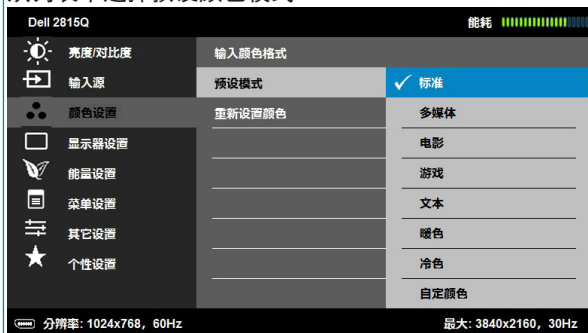 Dell 2815Q
能耗
亮度/对比度
输入颜色格式
输入源
预设模式
标准
颜色设置
重新设置颜色
多媒体
显示器设置
电影
能量设置
游戏
菜单设置
文本
其它设置
暖色
个性设置
冷色
自定颜色
分辨率: 1024x768, 60Hz
最大: 3840x2160, 30Hz